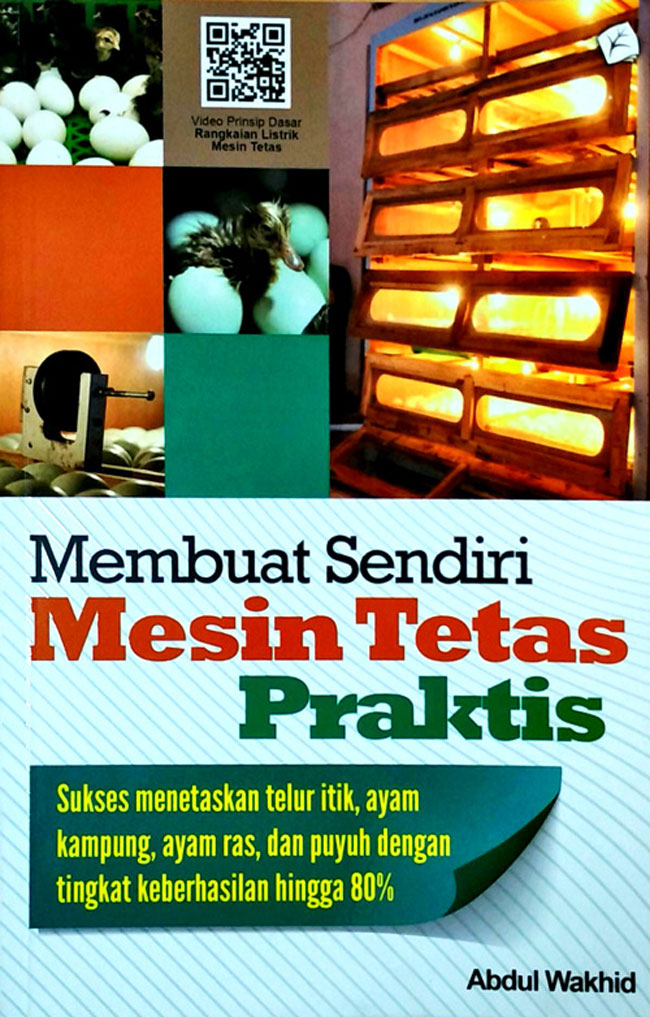 Video Prinsip Dasar
Rangkaian Listrik
Mesin Tetas
Membuat Sendiri
Mesin Tetas
Praktis
Sukses menetaskan telur itik, ayam
kampung, ayam ras, dan puyuh dengan
tingkat keberhasilan hingga 80%
Abdul Wakhid